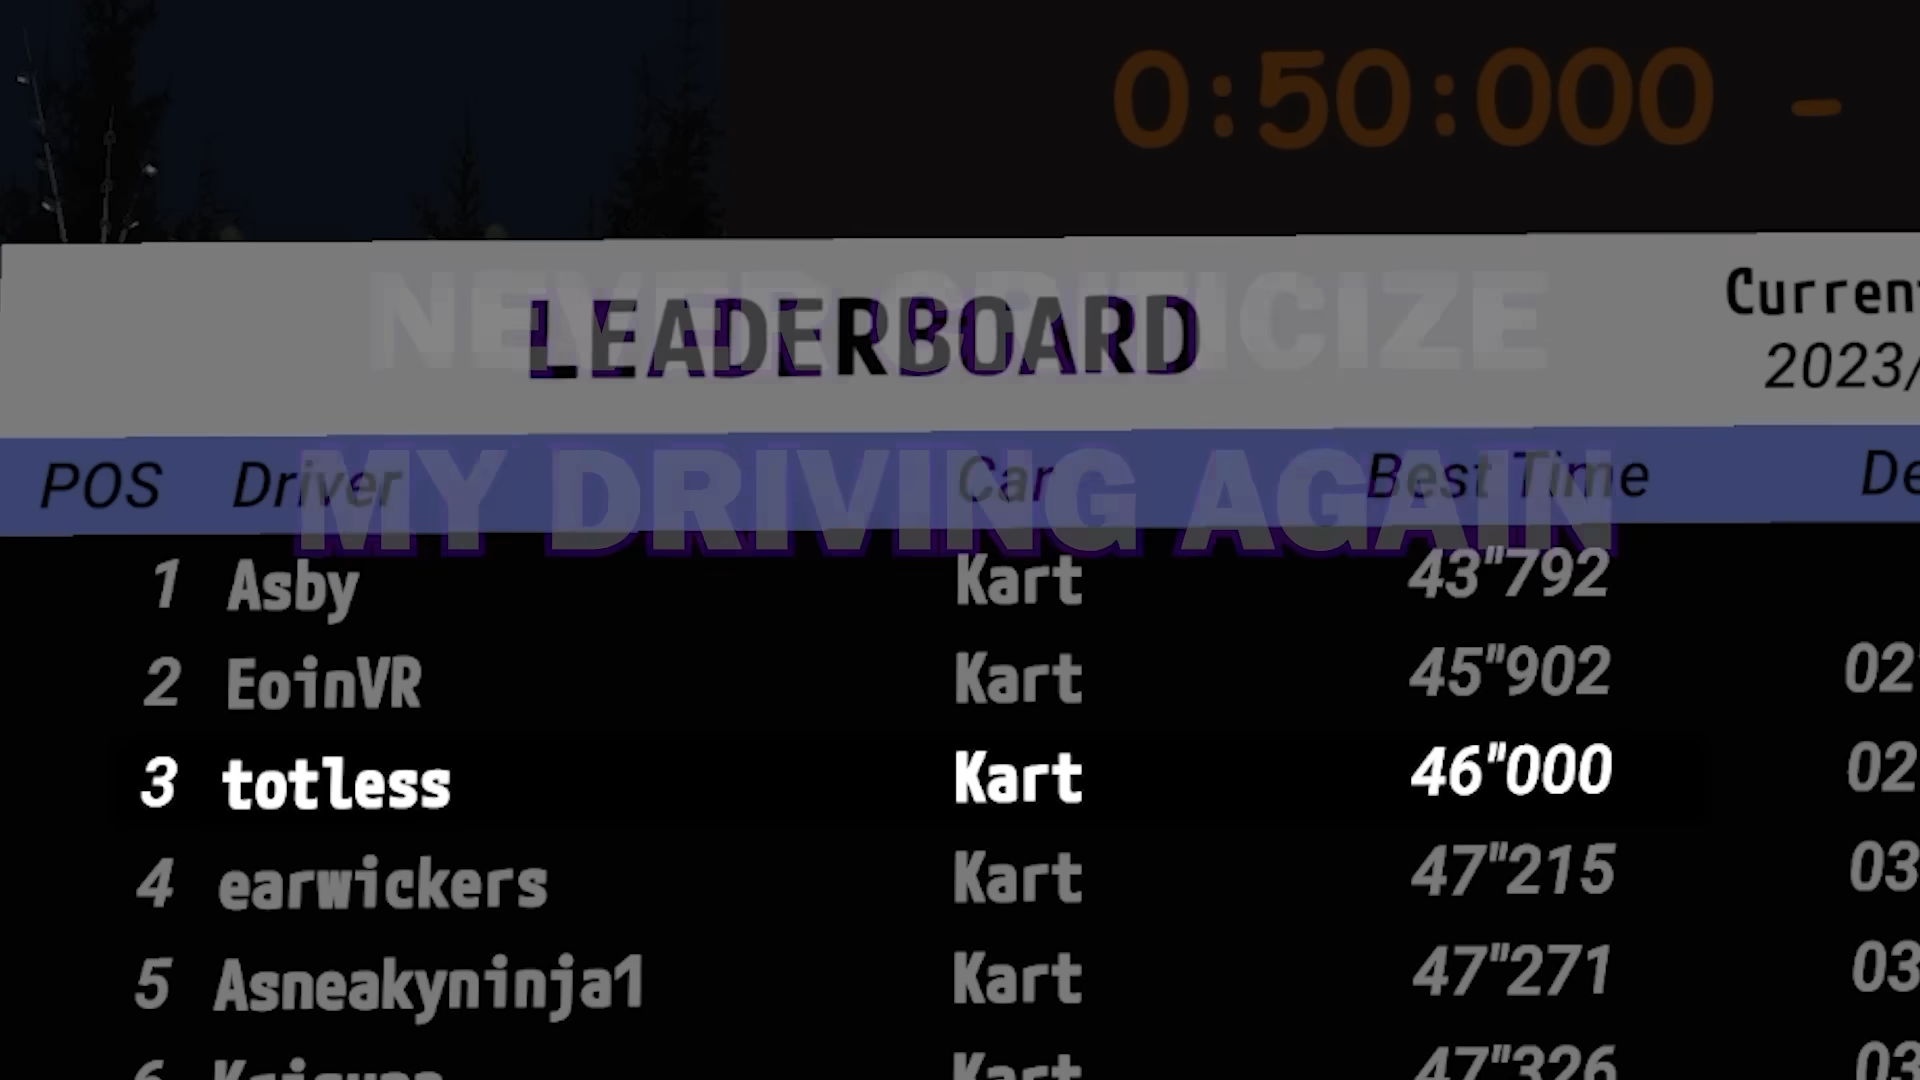 0:50:000 -
NEVER CRITICIZE
LEADERBOARD
2023/
MY DRIVING AGAIN
POS Driver Car Best Time
1 Asby Kart 43"792
2 EoinVR Kart 45"902 02
3 totless Kart 46"000 02
4 earwickers Kart 47"215 03
5 Asneakyninja1 Kart 47"271 03
6 Kart 47"326 03